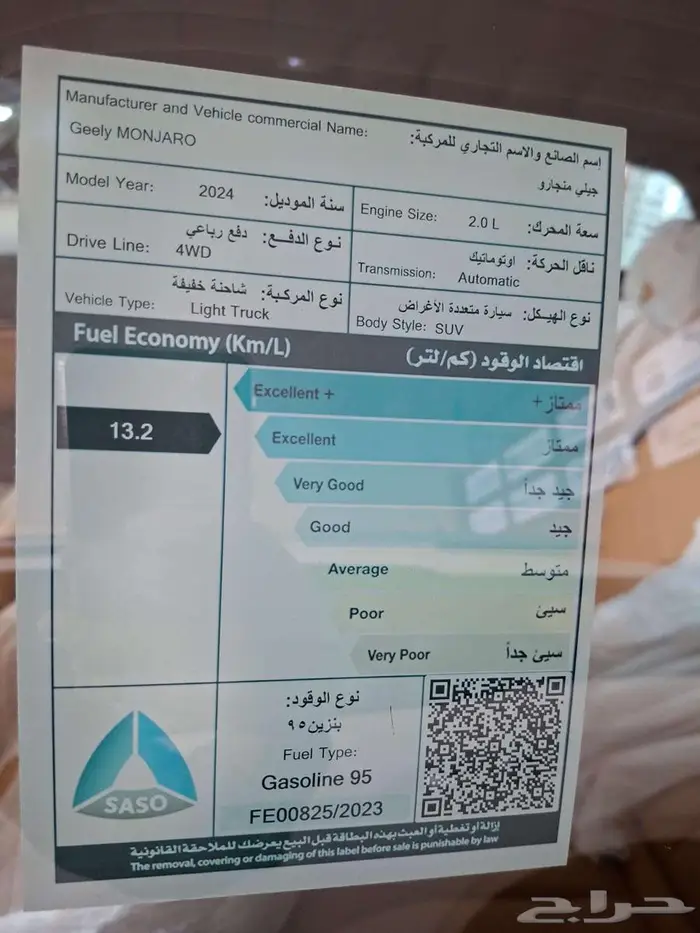 Manufacturer and Vehicle commercial Name: إسم الصانع والاسم التجاري للمركبة:
Geely MONJARO جيلي منجارو
Model Year: 2024 سنة الموديل:
Engine Size: 2.0 L سعة المحرك:
Drive Line: دفع رباعي 4WD نوع الدفـــع:
Transmission: اوتوماتيك Automatic ناقل الحركة:
Vehicle Type: شاحنة خفيفة Light Truck نوع المركبة:
Body Style: سيارة متعددة الأغراض SUV نوع الهيكل:
Fuel Economy (Km/L) اقتصاد الوقود (كم/لتر)
13.2
Excellent + ممتاز+
Excellent ممتاز
Very Good جيد جداً
Good جيد
Average متوسط
Poor سيئ
Very Poor سيئ جداً
SASO
نوع الوقود:
بنزين ٩٥
Fuel Type:
Gasoline 95
FE00825/2023
إزالة أو تغطية أو العبث بهذه البطاقة قبل البيع يعرضك للملاحقة القانونية
The removal, covering or damaging of this label before sale is punishable by law
حراج